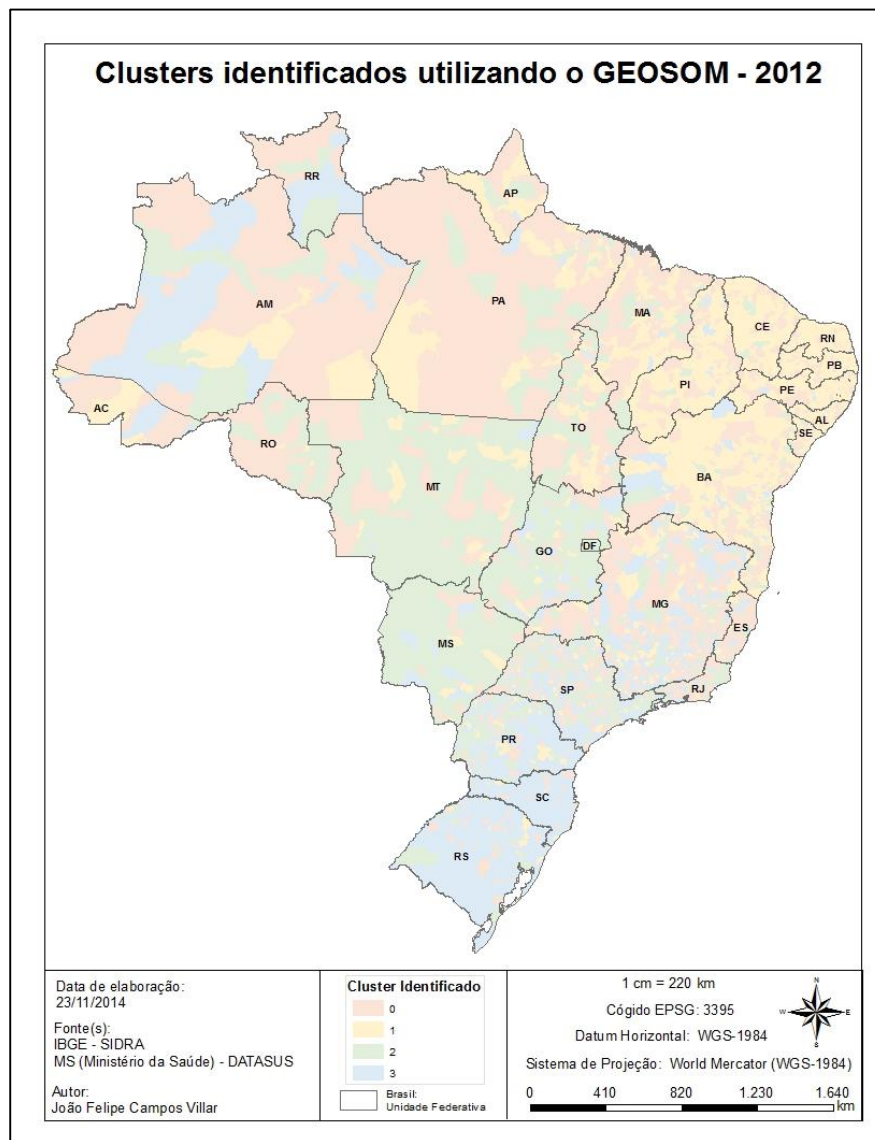 Clusters identificados utilizando o GEOSOM - 2012
RR
AP
AM
PA
MA
CE
RN
PB
PI
PE
AC
AL
TO
SE
RO
BA
MT
GO
DF
MG
ES
MS
SP
RJ
PR
SC
RS
Data de elaboração:
23/11/2014
Fonte(s):
IBGE - SIDRA
MS (Ministério da Saúde) - DATASUS
Autor:
João Felipe Campos Villar
Cluster Identificado
0
1
2
3
Brasil:
Unidade Federativa
1 cm = 220 km
Cógido EPSG: 3395
Datum Horizontal: WGS-1984
Sistema de Projeção: World Mercator (WGS-1984)
N
W
E
S
0 410 820 1.230 1.640
km